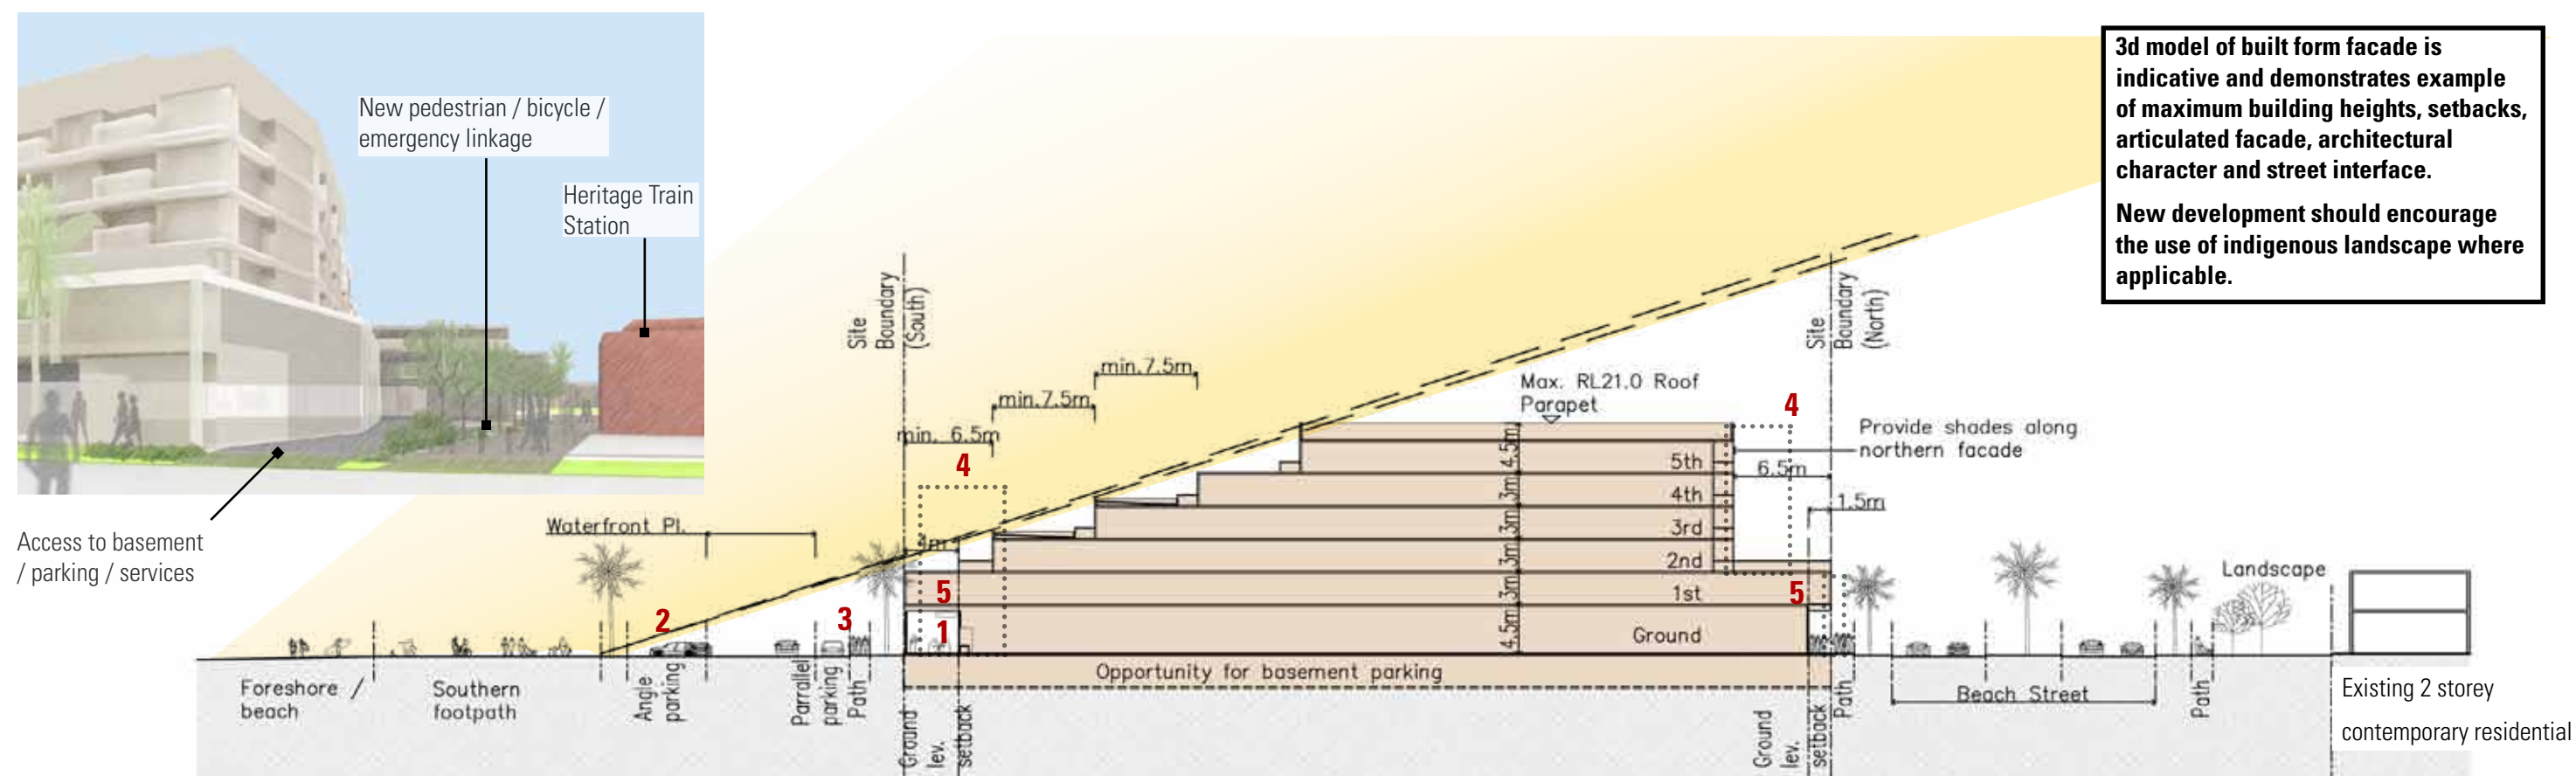 New pedestrian / bicycle /
emergency linkage
Heritage Train
Station
Access to basement
/ parking / services
3d model of built form facade is
indicative and demonstrates example
of maximum building heights, setbacks,
articulated facade, architectural
character and street interface.
New development should encourage
the use of indigenous landscape where
applicable.
Site
Boundary
(South)
Site
Boundary
(North)
min.7.5m
min.7.5m
min. 6.5m
4
Max. RL21.0 Roof
Parapet
4
Provide shades along
northern facade
6.5m
1.5m
Waterfront Pl.
4.5m
3m
3m
3m
3m
4.5m
5th
4th
3rd
2nd
1st
Ground
5
1
2
3
5
Landscape
Opportunity for basement parking
Foreshore /
beach
Southern
footpath
Angle
parking
Parrallel
parking
Path
Ground
lev.
setback
Ground
lev.
setback
Path
Beach Street
Path
Existing 2 storey
contemporary residential